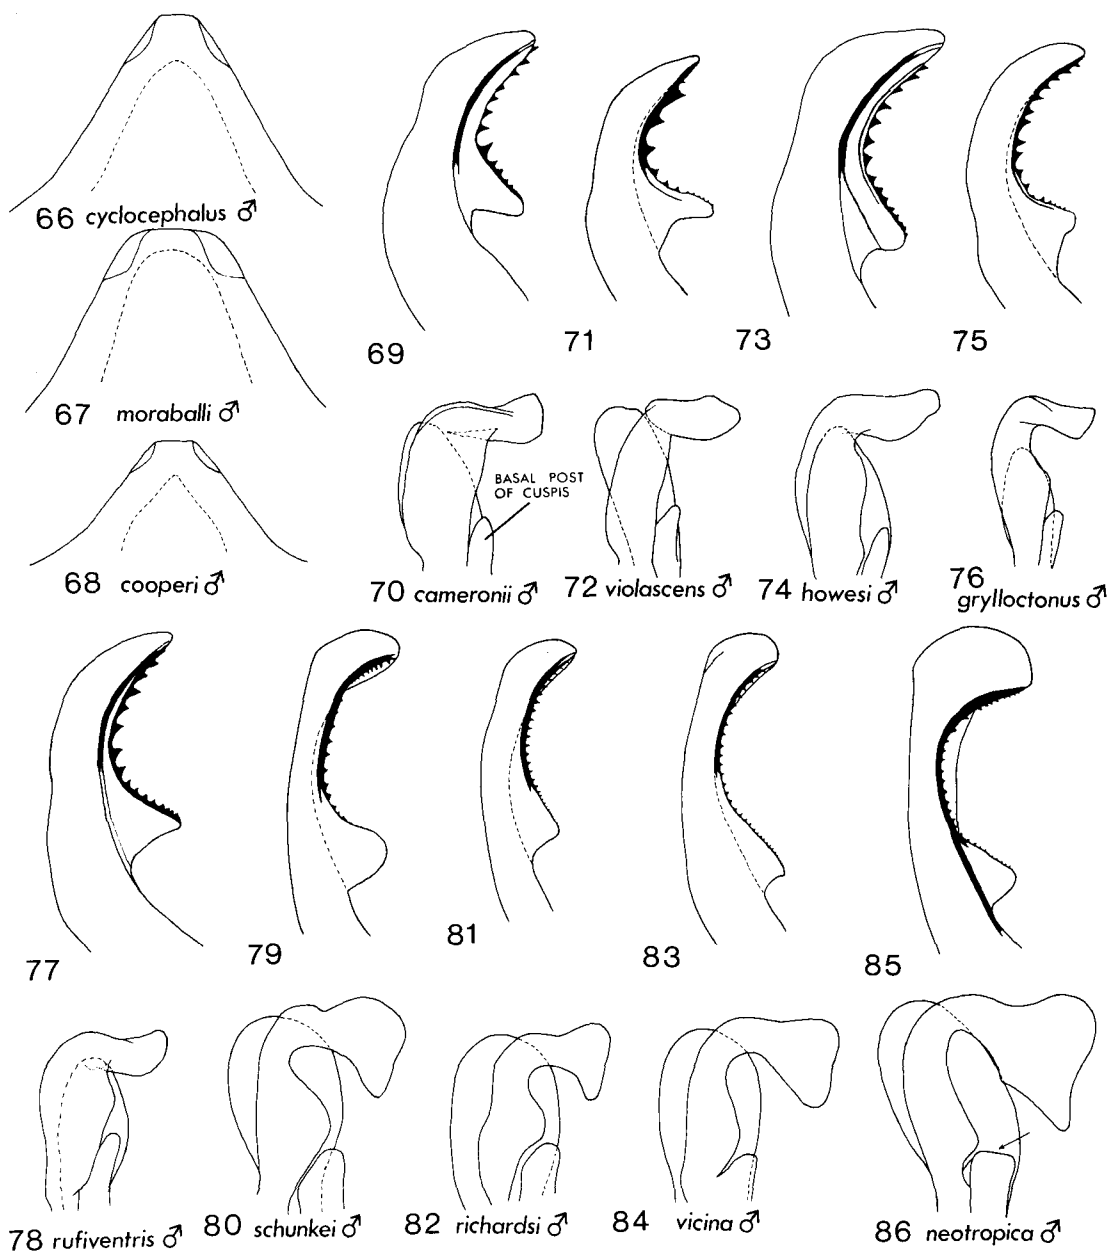 66 cyclocephalus ♂
67 moraballi ♂
68 cooperi ♂
69
71
73
75
BASAL POST
OF CUSPIS
70 cameronii ♂
72 violascens ♂
74 howesi ♂
76
grylloctonus ♂
77
79
81
83
85
78 rufiventris ♂
80 schunkei ♂
82 richardsi ♂
84 vicina ♂
86 neotropica ♂